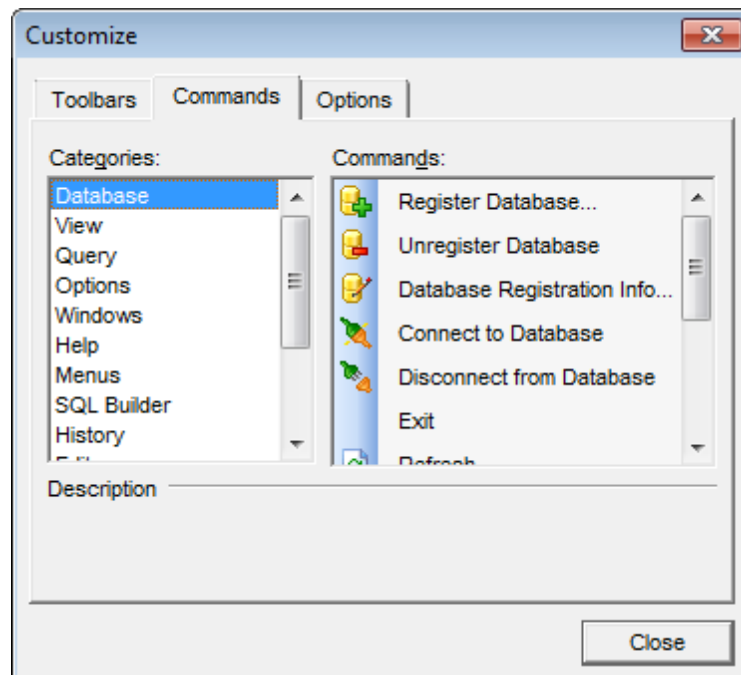 Customize
Toolbars Commands Options
Categories: Commands:
Database
View
Query
Options
Windows
Help
Menus
SQL Builder
History
Register Database...
Unregister Database
Database Registration Info...
Connect to Database
Disconnect from Database
Exit
Refresh
Description
Close